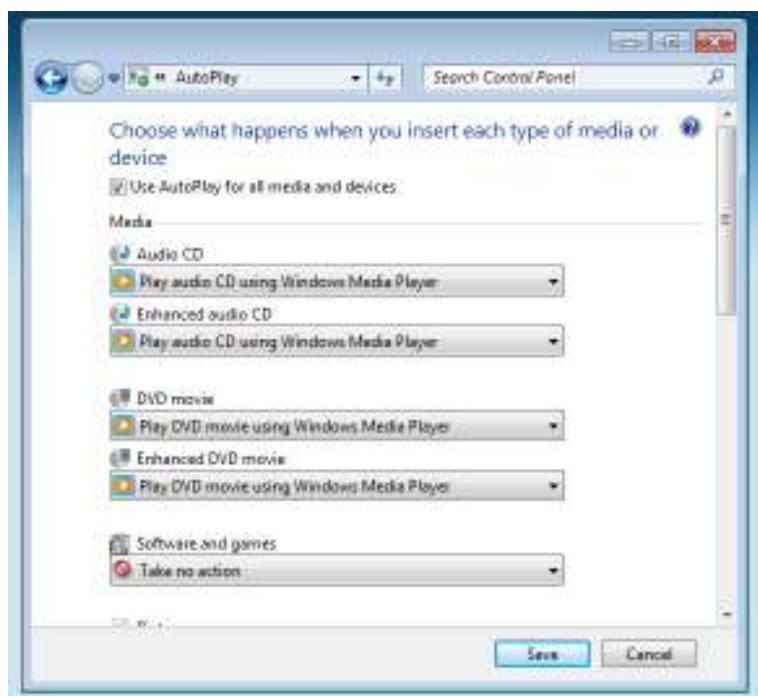 AutoPlay
Search Control Panel
Choose what happens when you insert each type of media or
device
Use AutoPlay for all media and devices
Media
Audio CD
Play audio CD using Windows Media Player
Enhanced audio CD
Play audio CD using Windows Media Player
DVD movie
Play DVD movie using Windows Media Player
Enhanced DVD movie
Play DVD movie using Windows Media Player
Software and games
Take no action
Save Cancel